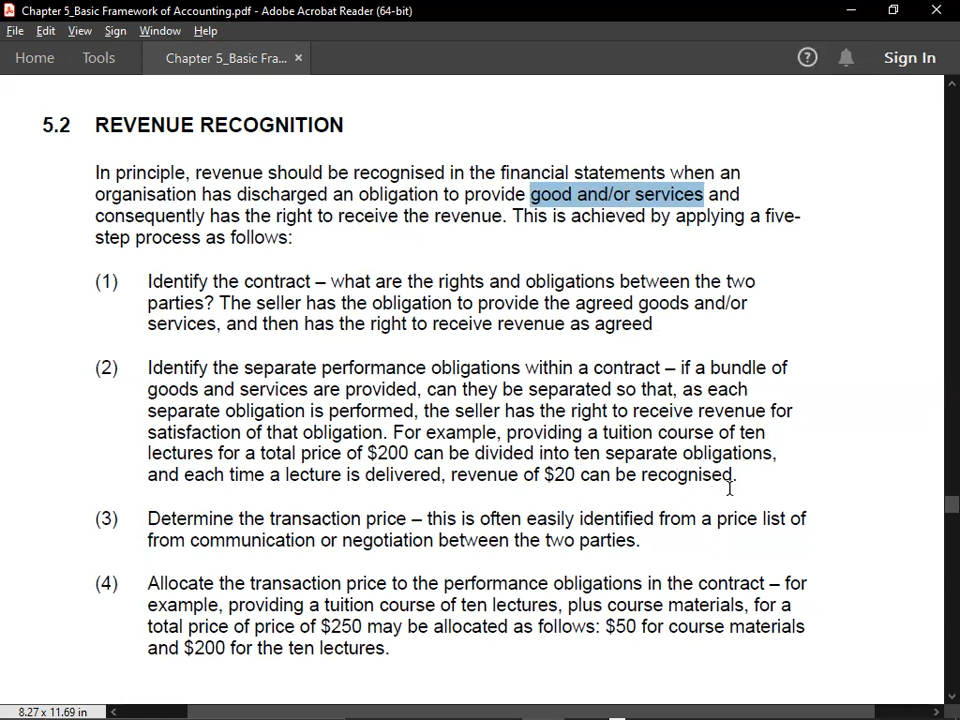 Chapter 5_Basic Framework of Accounting.pdf - Adobe Acrobat Reader (64-bit)
File Edit View Sign Window Help
Home Tools Chapter 5_Basic Fra... × ? Sign In
5.2 REVENUE RECOGNITION
In principle, revenue should be recognised in the financial statements when an
organisation has discharged an obligation to provide good and/or services and
consequently has the right to receive the revenue. This is achieved by applying a five-
step process as follows:
(1) Identify the contract – what are the rights and obligations between the two
parties? The seller has the obligation to provide the agreed goods and/or
services, and then has the right to receive revenue as agreed
(2) Identify the separate performance obligations within a contract – if a bundle of
goods and services are provided, can they be separated so that, as each
separate obligation is performed, the seller has the right to receive revenue for
satisfaction of that obligation. For example, providing a tuition course of ten
lectures for a total price of $200 can be divided into ten separate obligations,
and each time a lecture is delivered, revenue of $20 can be recognised.
(3) Determine the transaction price – this is often easily identified from a price list of
from communication or negotiation between the two parties.
(4) Allocate the transaction price to the performance obligations in the contract – for
example, providing a tuition course of ten lectures, plus course materials, for a
total price of price of $250 may be allocated as follows: $50 for course materials
and $200 for the ten lectures.
8.27 x 11.69 in